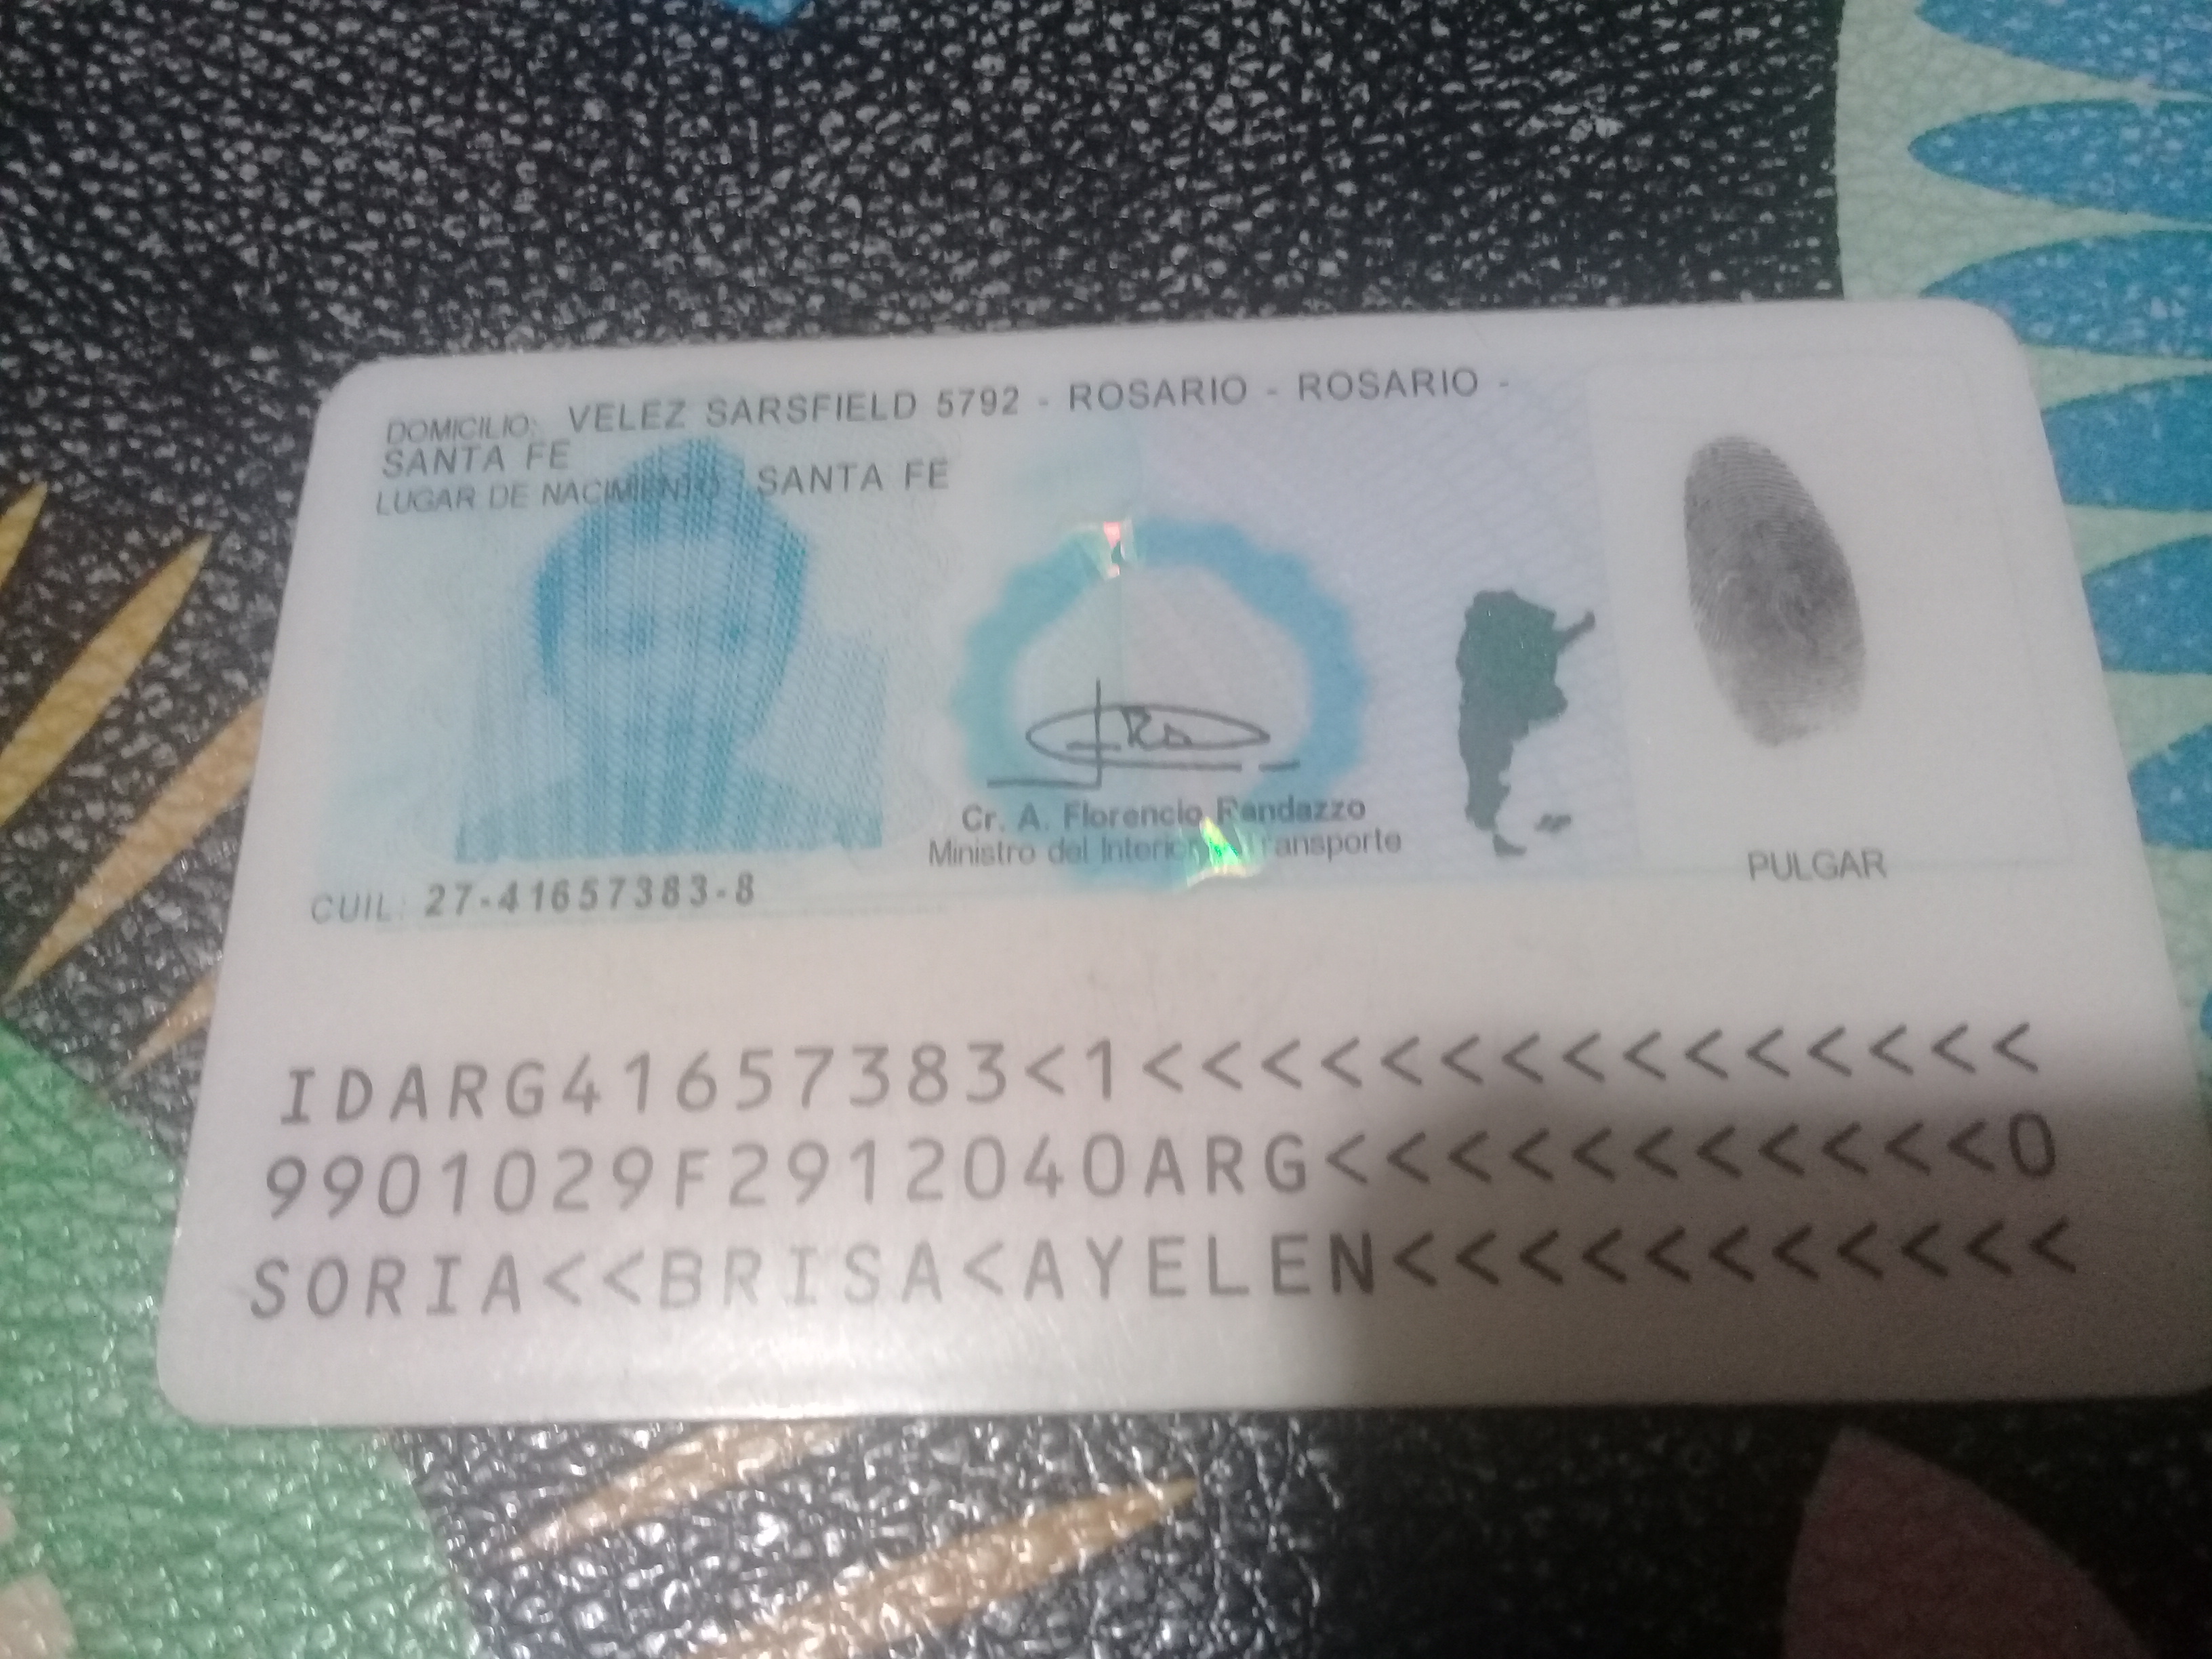 DOMICILIO: VELEZ SARSFIELD 5792 - ROSARIO - ROSARIO -
SANTA FE
LUGAR DE NACIMIENTO: SANTA FE
Cr. A. Florencio Randazzo
Ministro del Interior y Transporte
PULGAR
CUIL: 27-41657383-8
IDARG41657383<1<<<<<<<<<<<<<<<
9901029F2912040ARG<<<<<<<<<<<0
SORIA<<BRISA<AYELEN<<<<<<<<<<<